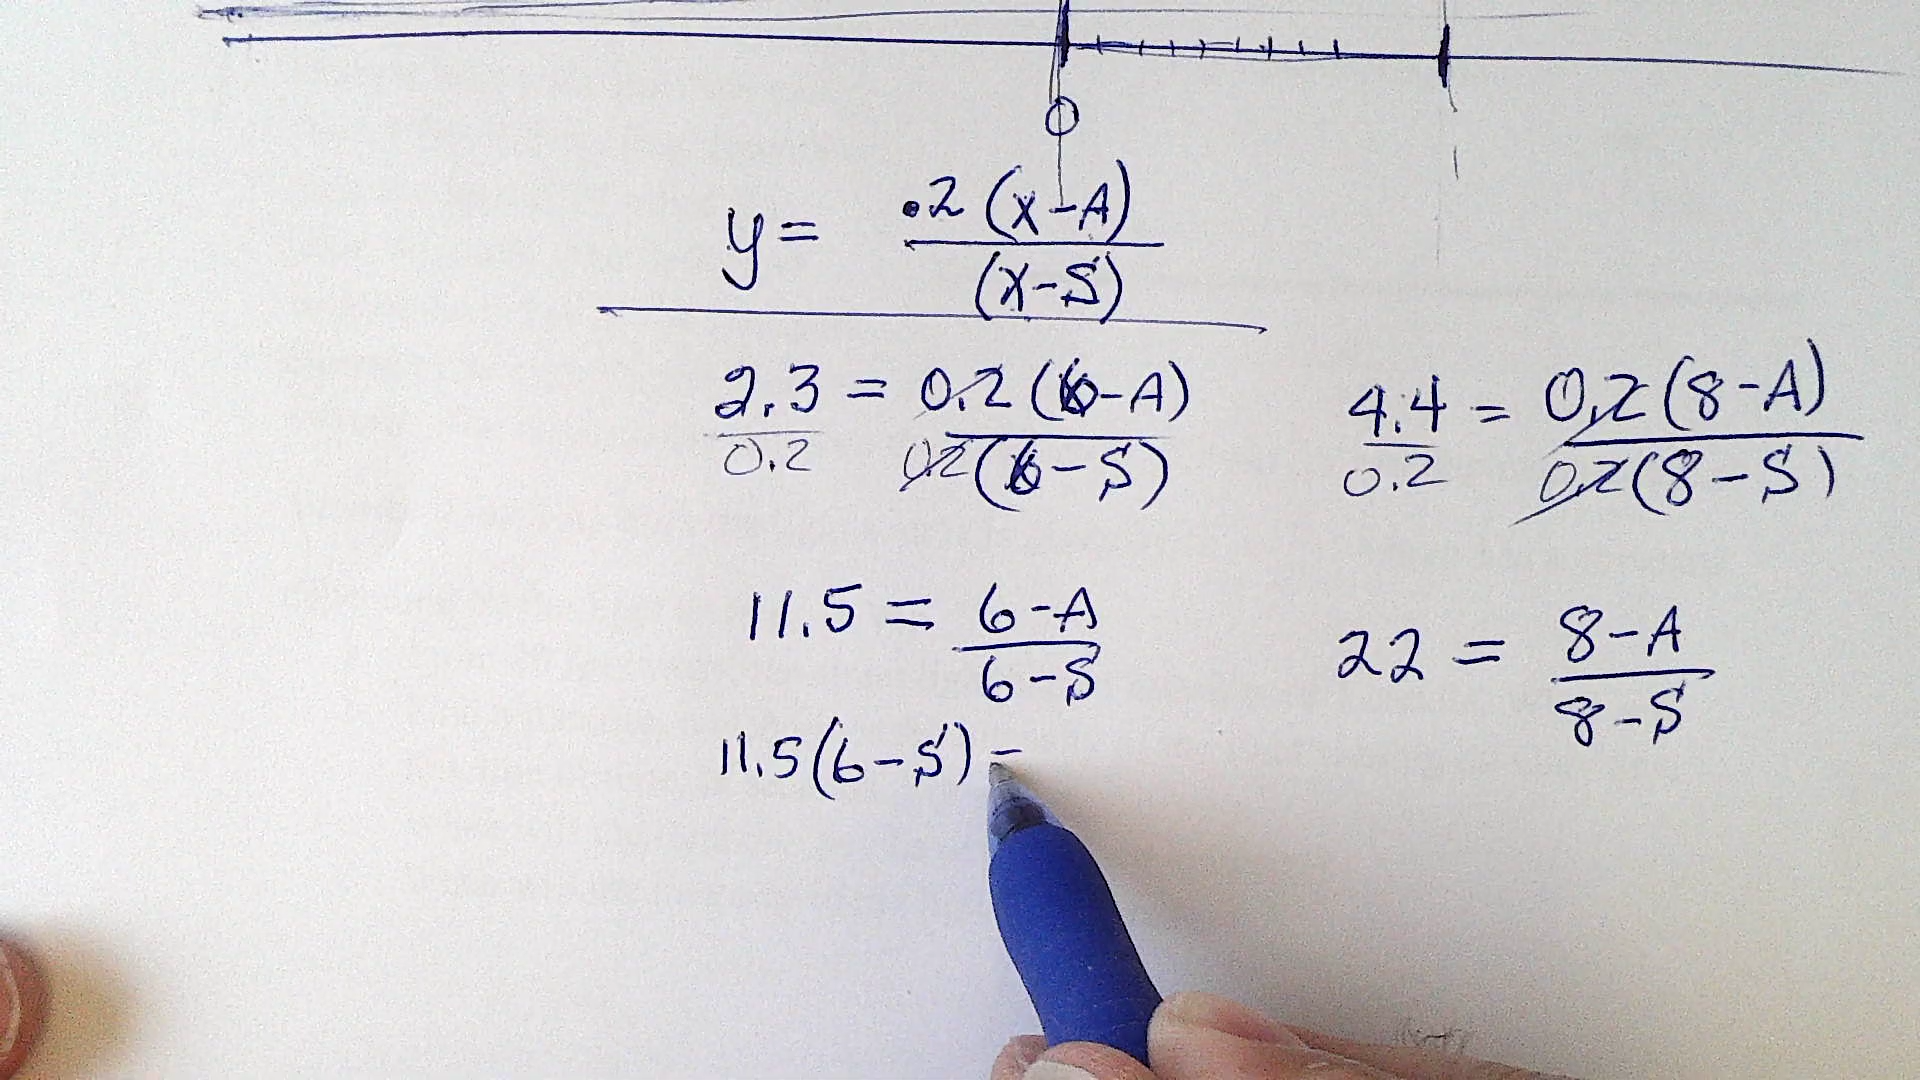 0
y = .2 (x-A)
(x-S)
2.3 = 0.2 (6-A)
0.2 0.2 (6-S)
4.4 = 0.2 (8-A)
0.2 0.2 (8-S)
11.5 = 6-A
6-S
22 = 8-A
8-S
11.5 (6-S) =